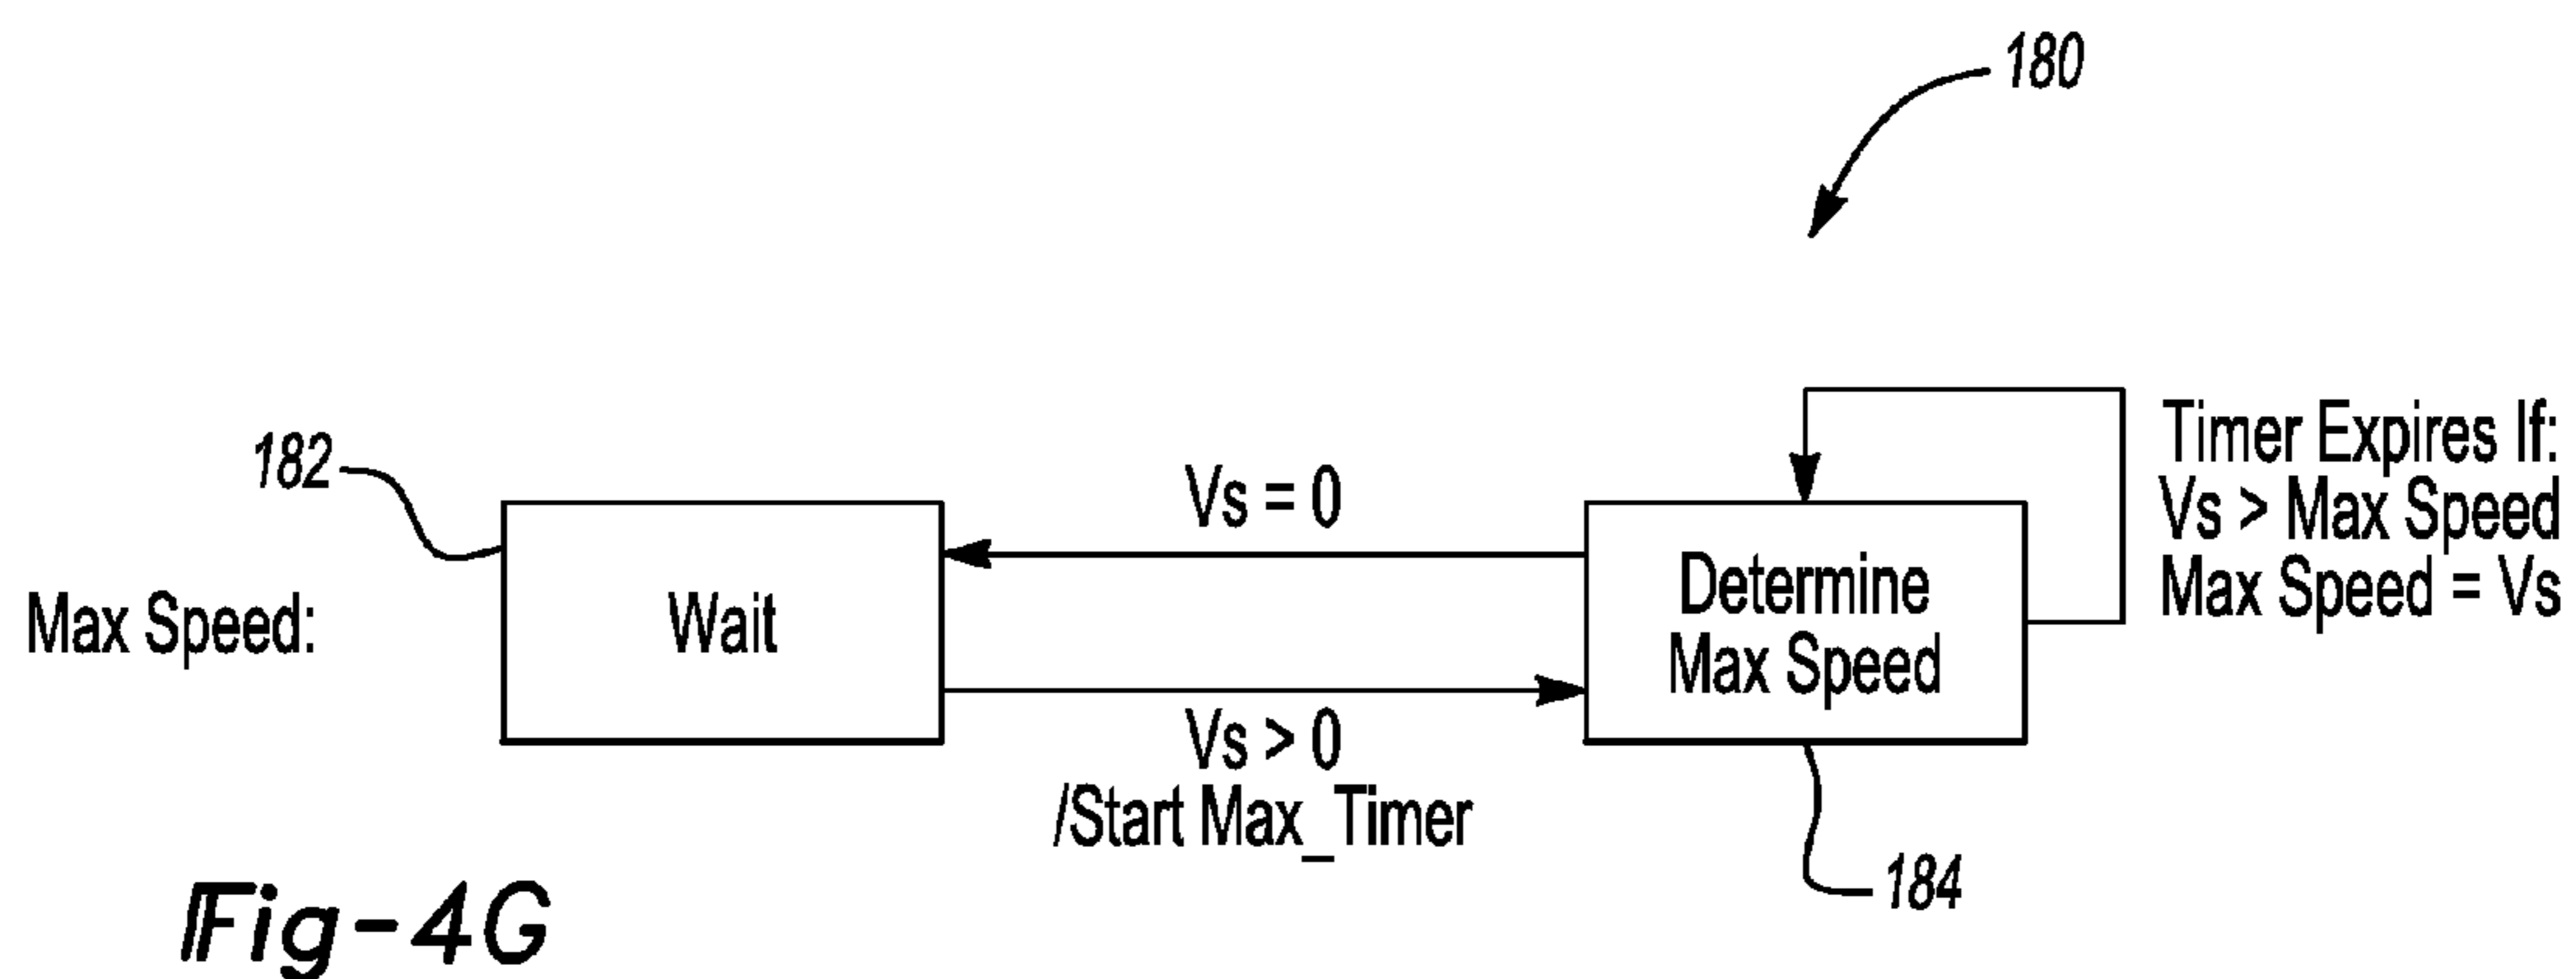 180
182
Max Speed:
Wait
Vs = 0
Vs > 0
/Start Max_Timer
Determine
Max Speed
Timer Expires If:
Vs > Max Speed
Max Speed = Vs
184
Fig-4G